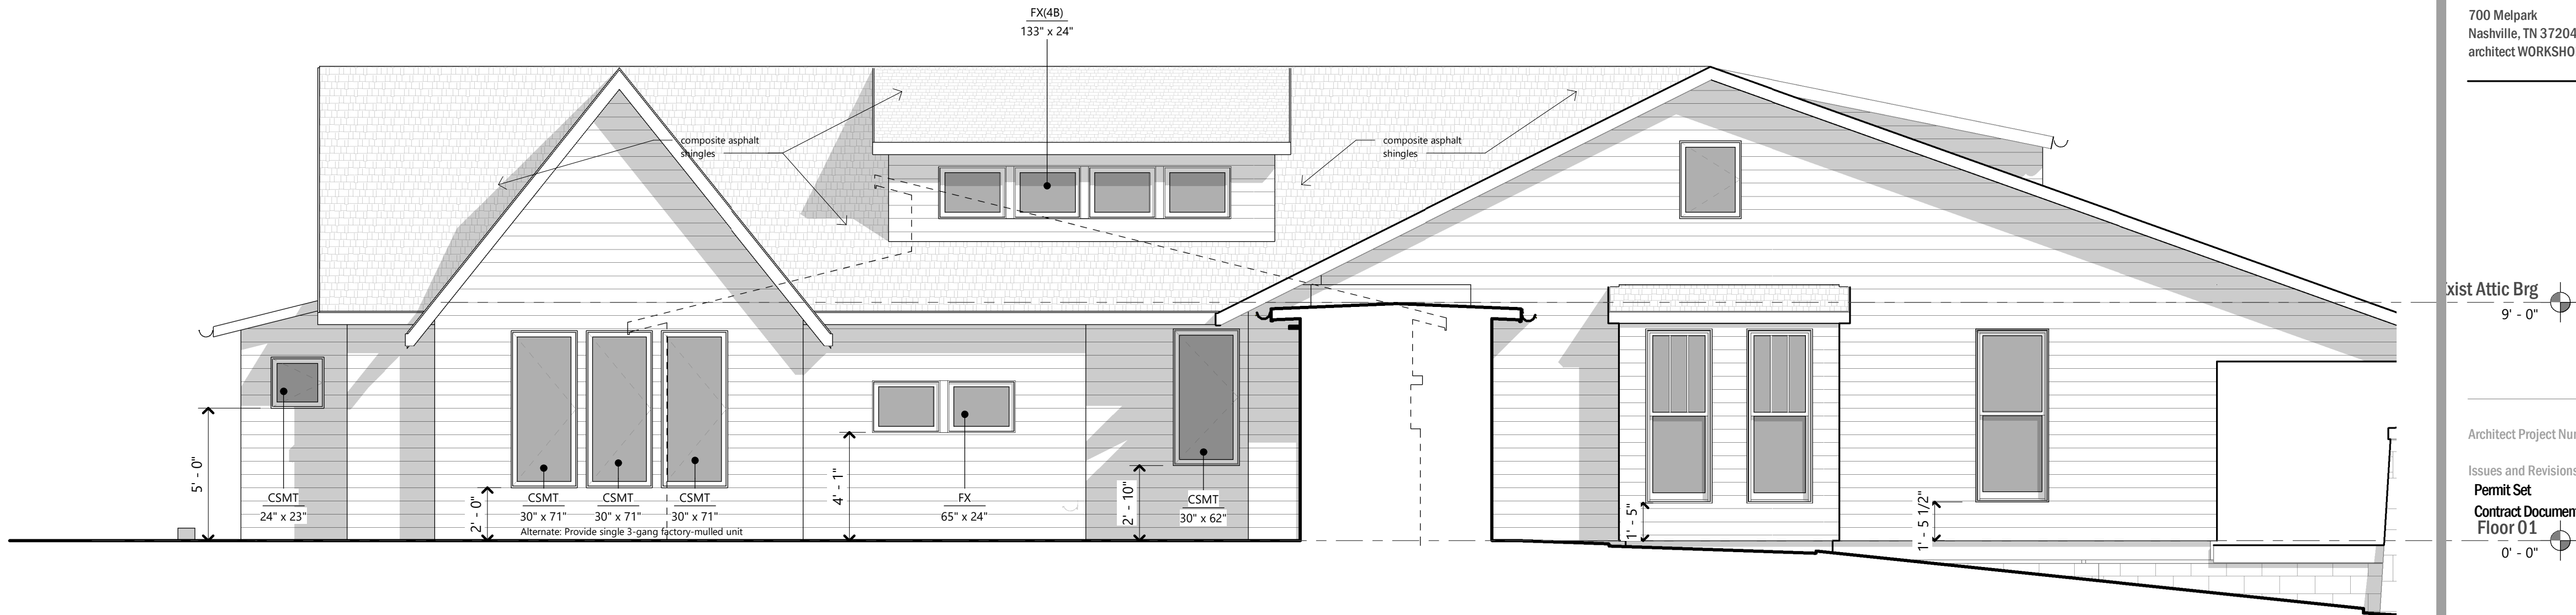 FX(4B)
133" x 24"
composite asphalt
shingles
composite asphalt
shingles
5' - 0"
CSMT
24" x 23"
2' - 0"
CSMT
30" x 71"
CSMT
30" x 71"
CSMT
30" x 71"
Alternate: Provide single 3-gang factory-mulled unit
4' - 1"
FX
65" x 24"
2' - 10"
CSMT
30" x 62"
1' - 5"
1' - 5 1/2"
700 Melpark
Nashville, TN 37204
architect WORKSHO
xist Attic Brg
9' - 0"
Architect Project Nu
Issues and Revisions
Permit Set
Contract Documen
Floor 01
0' - 0"